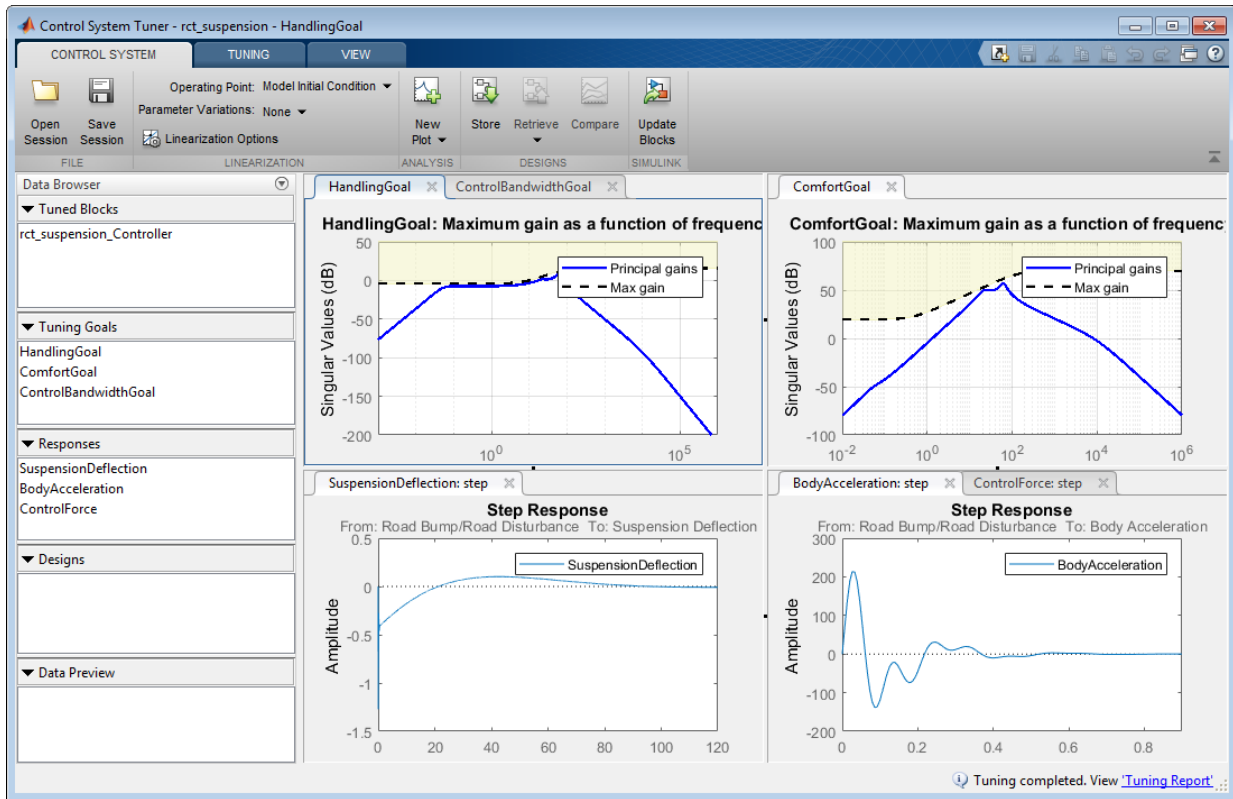 Control System Tuner - rct_suspension - HandlingGoal
CONTROL SYSTEM TUNING VIEW
Operating Point: Model Initial Condition
Parameter Variations: None
Linearization Options
Open Session
Save Session
New Plot
Store
Retrieve
Compare
Update Blocks
FILE LINEARIZATION ANALYSIS DESIGNS SIMULINK
Data Browser
Tuned Blocks
rct_suspension_Controller
Tuning Goals
HandlingGoal
ComfortGoal
ControlBandwidthGoal
Responses
SuspensionDeflection
BodyAcceleration
ControlForce
Designs
Data Preview
HandlingGoal ControlBandwidthGoal
HandlingGoal: Maximum gain as a function of frequenc
Singular Values (dB)
50
0
-50
-100
-150
-200
Principal gains
Max gain
10^0 10^5
ComfortGoal
ComfortGoal: Maximum gain as a function of frequency
Singular Values (dB)
100
50
0
-50
-100
Principal gains
Max gain
10^-2 10^0 10^2 10^4 10^6
SuspensionDeflection: step
Step Response
From: Road Bump/Road Disturbance To: Suspension Deflection
Amplitude
0.5
0
-0.5
-1
-1.5
SuspensionDeflection
0 20 40 60 80 100 120
BodyAcceleration: step ControlForce: step
Step Response
From: Road Bump/Road Disturbance To: Body Acceleration
Amplitude
300
200
100
0
-100
-200
BodyAcceleration
0 0.2 0.4 0.6 0.8
Tuning completed. View 'Tuning Report'